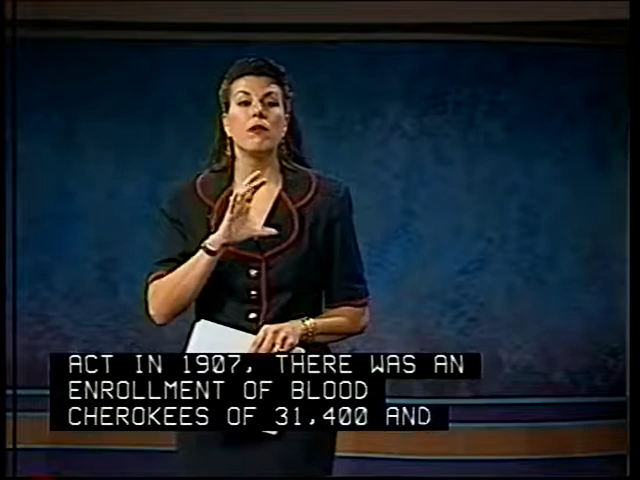 ACT IN 1907, THERE WAS AN
ENROLLMENT OF BLOOD
CHEROKEES OF 31,400 AND